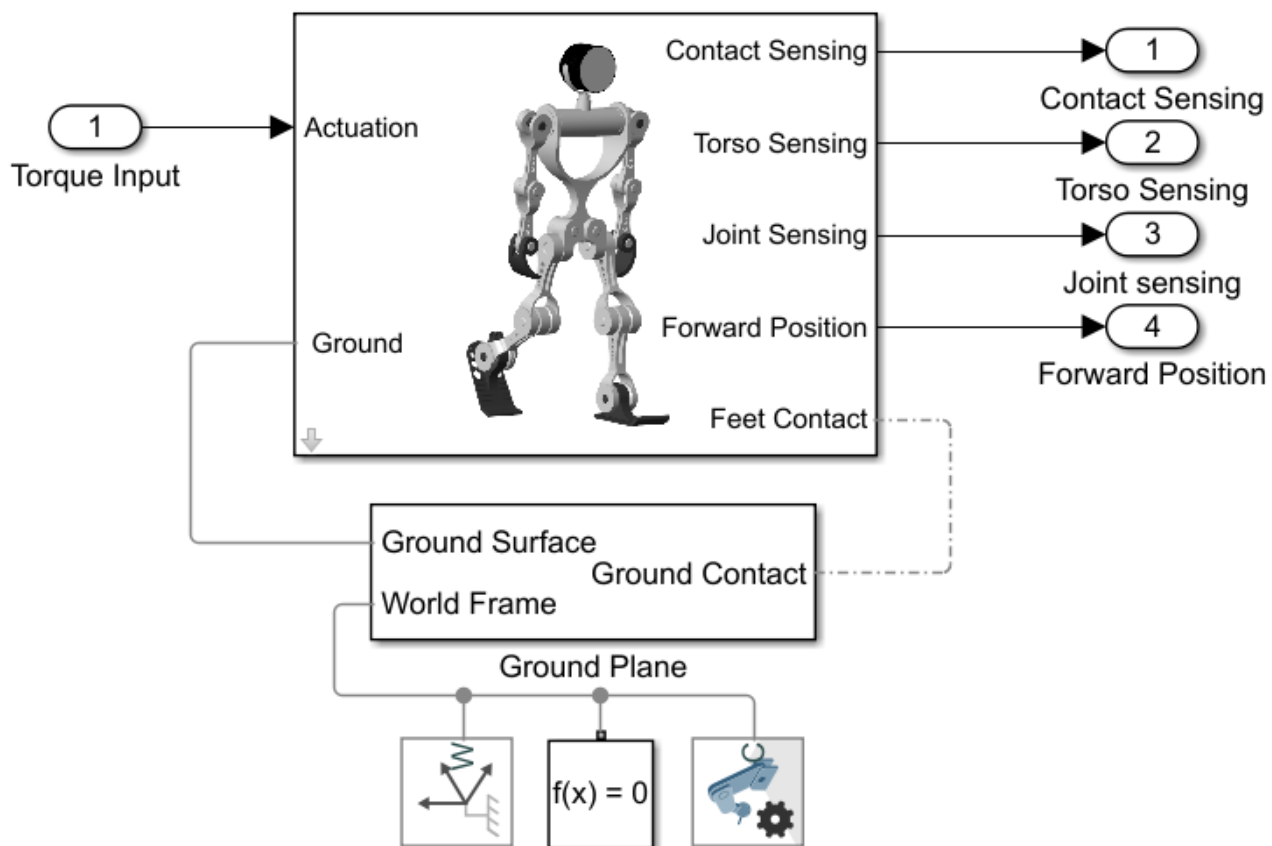 Contact Sensing
1
Contact Sensing
1
Actuation
Torque Input
Torso Sensing
2
Torso Sensing
Joint Sensing
3
Joint sensing
Ground
Forward Position
4
Forward Position
Feet Contact
Ground Surface
Ground Contact
World Frame
Ground Plane
W
C
f(x) = 0